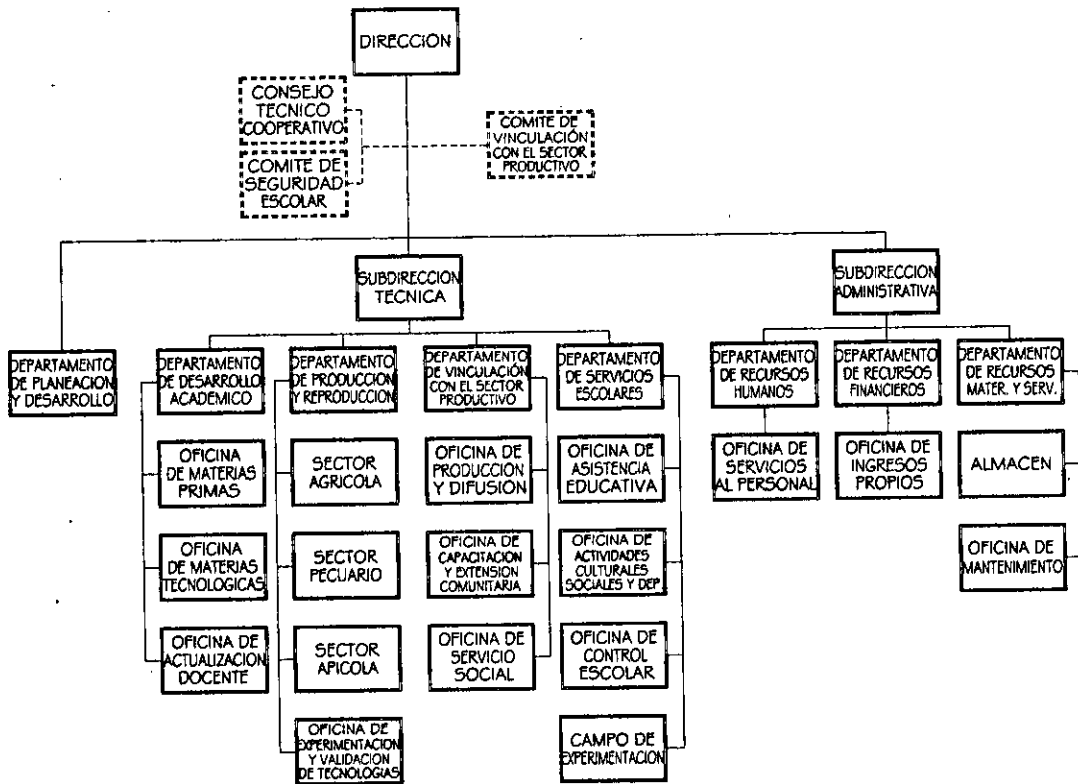 DIRECCION
CONSEJO
TECNICO
COOPERATIVO
COMITE DE
VINCULACIÓN
CON EL SECTOR
PRODUCTIVO
COMITE DE
SEGURIDAD
ESCOLAR
SUBDIRECCION
TECNICA
SUBDIRECCION
ADMINISTRATIVA
DEPARTAMENTO
DE PLANEACION
Y DESARROLLO
DEPARTAMENTO
DE DESARROLLO
ACADEMICO
DEPARTAMENTO
DE PRODUCCION
Y REPRODUCCION
DEPARTAMENTO
DE VINCULACIÓN
CON EL SECTOR
PRODUCTIVO
DEPARTAMENTO
DE SERVICIOS
ESCOLARES
DEPARTAMENTO
DE RECURSOS
HUMANOS
DEPARTAMENTO
DE RECURSOS
FINANCIEROS
DEPARTAMENTO
DE RECURSOS
MATER. Y SERV.
OFICINA
DE MATERIAS
PRIMAS
SECTOR
AGRICOLA
OFICINA DE
PRODUCCION
Y DIFUSION
OFICINA DE
ASISTENCIA
EDUCATIVA
OFICINA DE
SERVICIOS
AL PERSONAL
OFICINA DE
INGRESOS
PROPIOS
ALMACEN
OFICINA
DE MATERIAS
TECNOLOGICAS
SECTOR
PECUARIO
OFICINA DE
CAPACITACION
Y EXTENSION
COMUNITARIA
OFICINA DE
ACTIVIDADES
CULTURALES
SOCIALES Y DEP.
OFICINA DE
MANTENIMIENTO
OFICINA DE
ACTUALIZACION
DOCENTE
SECTOR
APICOLA
OFICINA DE
SERVICIO
SOCIAL
OFICINA DE
CONTROL
ESCOLAR
OFICINA DE
EXPERIMENTACION
Y VALIDACION
DE TECNOLOGIAS
CAMPO DE
EXPERIMENTACION